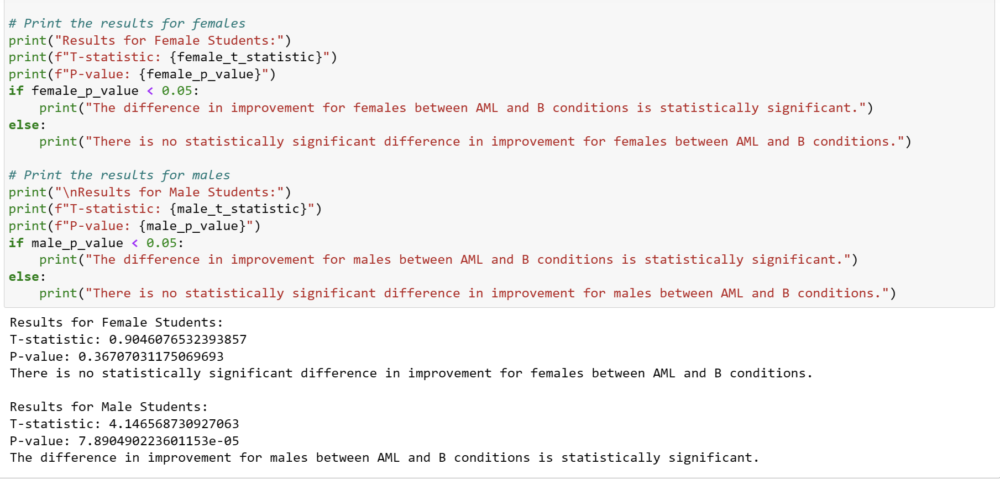 # Print the results for females
print("Results for Female Students:")
print(f"T-statistic: {female_t_statistic}")
print(f"P-value: {female_p_value}")
if female_p_value < 0.05:
    print("The difference in improvement for females between AML and B conditions is statistically significant.")
else:
    print("There is no statistically significant difference in improvement for females between AML and B conditions.")

# Print the results for males
print("\nResults for Male Students:")
print(f"T-statistic: {male_t_statistic}")
print(f"P-value: {male_p_value}")
if male_p_value < 0.05:
    print("The difference in improvement for males between AML and B conditions is statistically significant.")
else:
    print("There is no statistically significant difference in improvement for males between AML and B conditions.")
Results for Female Students:
T-statistic: 0.9046076532393857
P-value: 0.36707031175069693
There is no statistically significant difference in improvement for females between AML and B conditions.

Results for Male Students:
T-statistic: 4.146568730927063
P-value: 7.890490223601153e-05
The difference in improvement for males between AML and B conditions is statistically significant.